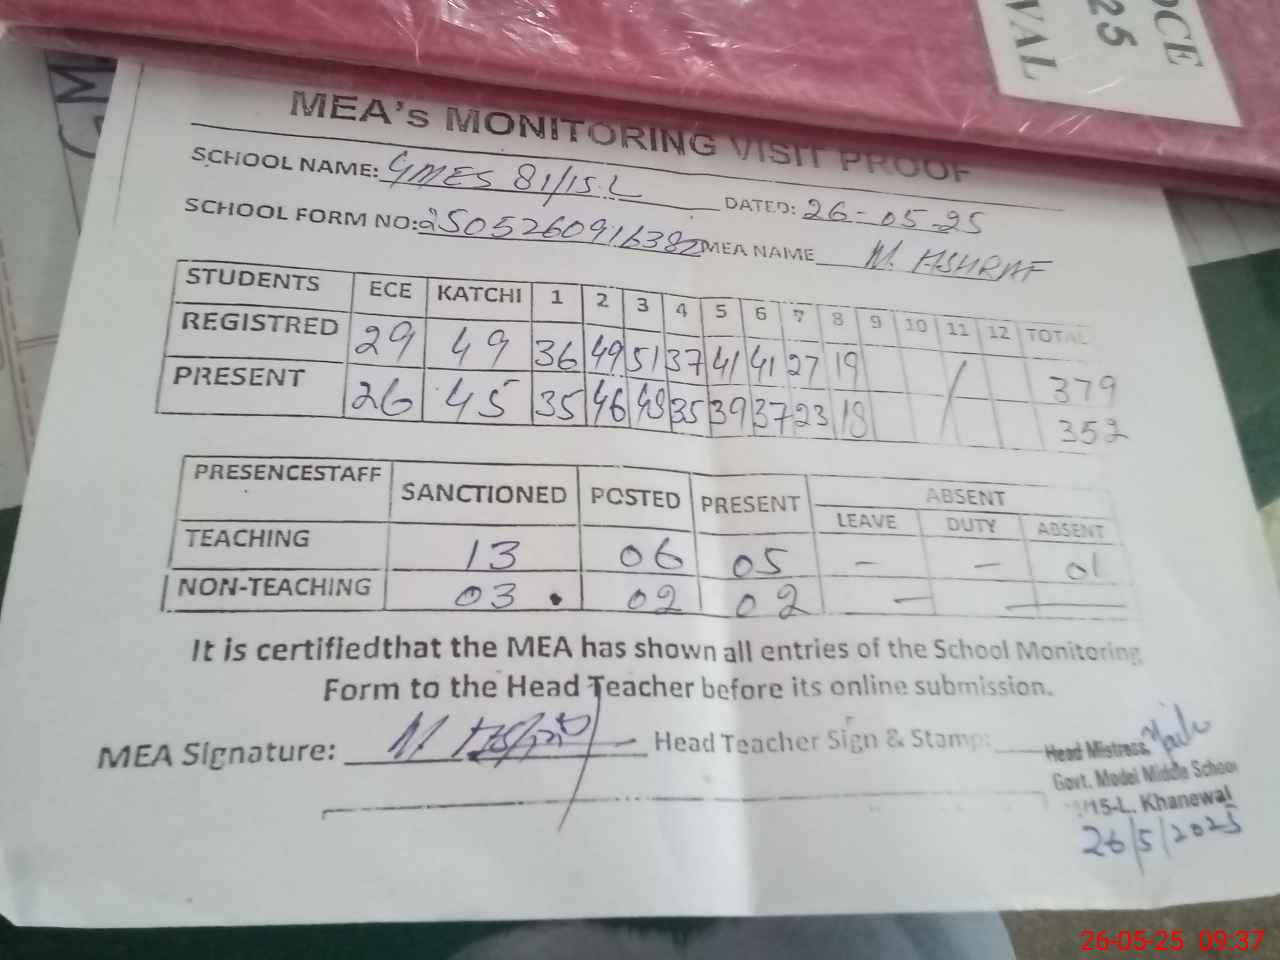 OCE
25
VAL
GM
MEA's MONITORING VISIT PROOF
SCHOOL NAME: GMES 81/15.L DATED: 26-05-25
SCHOOL FORM NO: 2505260916382 MEA NAME M. ASHRAF
STUDENTS ECE KATCHI 1 2 3 4 5 6 7 8 9 10 11 12 TOTAL
REGISTRED 29 49 36 49 51 37 41 41 27 19 / 379
PRESENT 26 45 35 46 48 35 39 37 23 18 352
PRESENCESTAFF SANCTIONED POSTED PRESENT ABSENT
LEAVE DUTY ABSENT
TEACHING 13 06 05 - - 01
NON-TEACHING 03 . 02 02 - —
It is certifiedthat the MEA has shown all entries of the School Monitoring
Form to the Head Teacher before its online submission.
MEA Signature: M Ashraf Head Teacher Sign & Stamp:
Head Mistress
Govt. Model Middle School
/15-L. Khanewal
26/5/2025
26-05-25 09:37